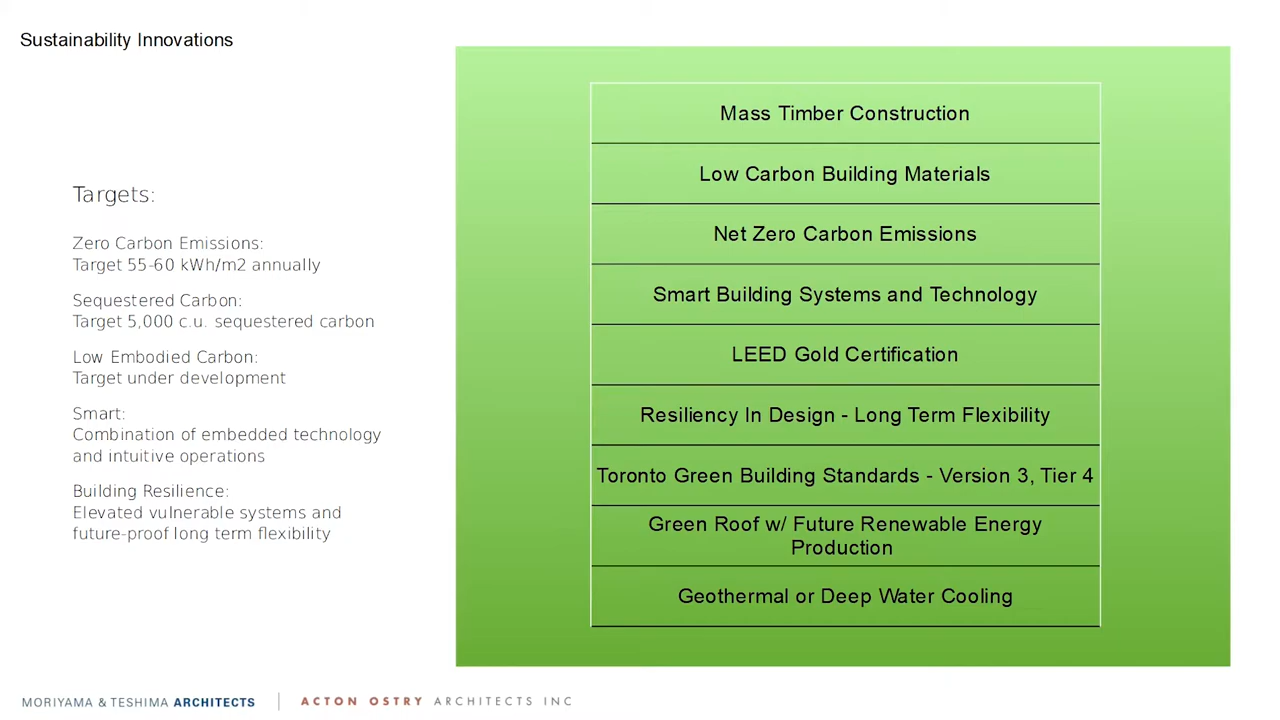 Sustainability Innovations
Targets:
Zero Carbon Emissions:
Target 55-60 kWh/m2 annually
Sequestered Carbon:
Target 5,000 c.u. sequestered carbon
Low Embodied Carbon:
Target under development
Smart:
Combination of embedded technology
and intuitive operations
Building Resilience:
Elevated vulnerable systems and
future-proof long term flexibility
Mass Timber Construction
Low Carbon Building Materials
Net Zero Carbon Emissions
Smart Building Systems and Technology
LEED Gold Certification
Resiliency In Design - Long Term Flexibility
Toronto Green Building Standards - Version 3, Tier 4
Green Roof w/ Future Renewable Energy
Production
Geothermal or Deep Water Cooling
MORIYAMA & TESHIMA ARCHITECTS
ACTON OSTRY ARCHITECTS INC